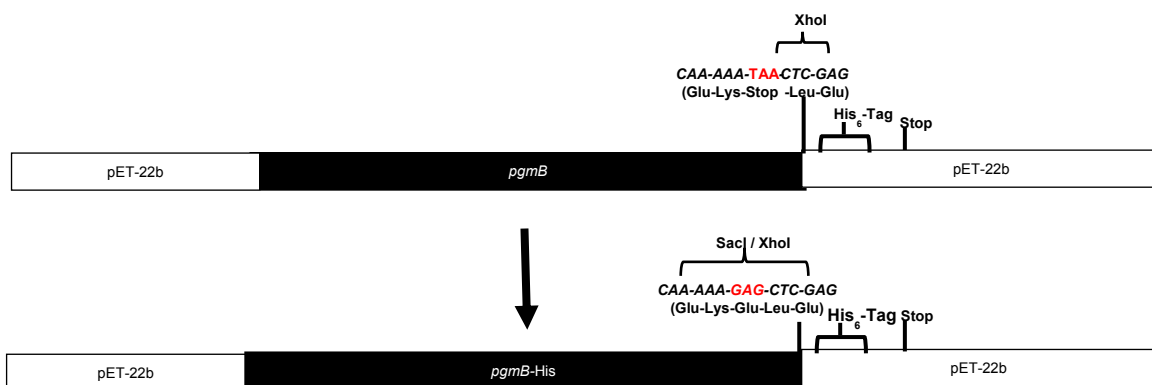 XhoI
CAA-AAA-TAA-CTC-GAG
(Glu-Lys-Stop -Leu-Glu)
His6-Tag Stop
pET-22b pgmB pET-22b
SacI / XhoI
CAA-AAA-GAG-CTC-GAG
(Glu-Lys-Glu-Leu-Glu)
His6-Tag Stop
pET-22b pgmB-His pET-22b